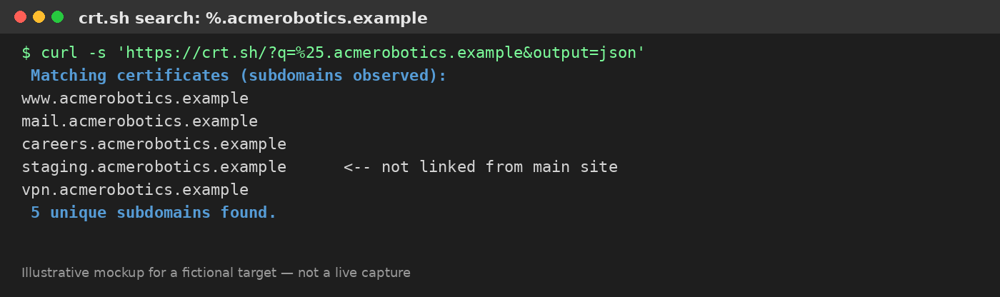 crt.sh search: %.acmerobotics.example
$ curl -s 'https://crt.sh/?q=%25.acmerobotics.example&output=json'
Matching certificates (subdomains observed):
www.acmerobotics.example
mail.acmerobotics.example
careers.acmerobotics.example
staging.acmerobotics.example      <-- not linked from main site
vpn.acmerobotics.example
5 unique subdomains found.
Illustrative mockup for a fictional target — not a live capture